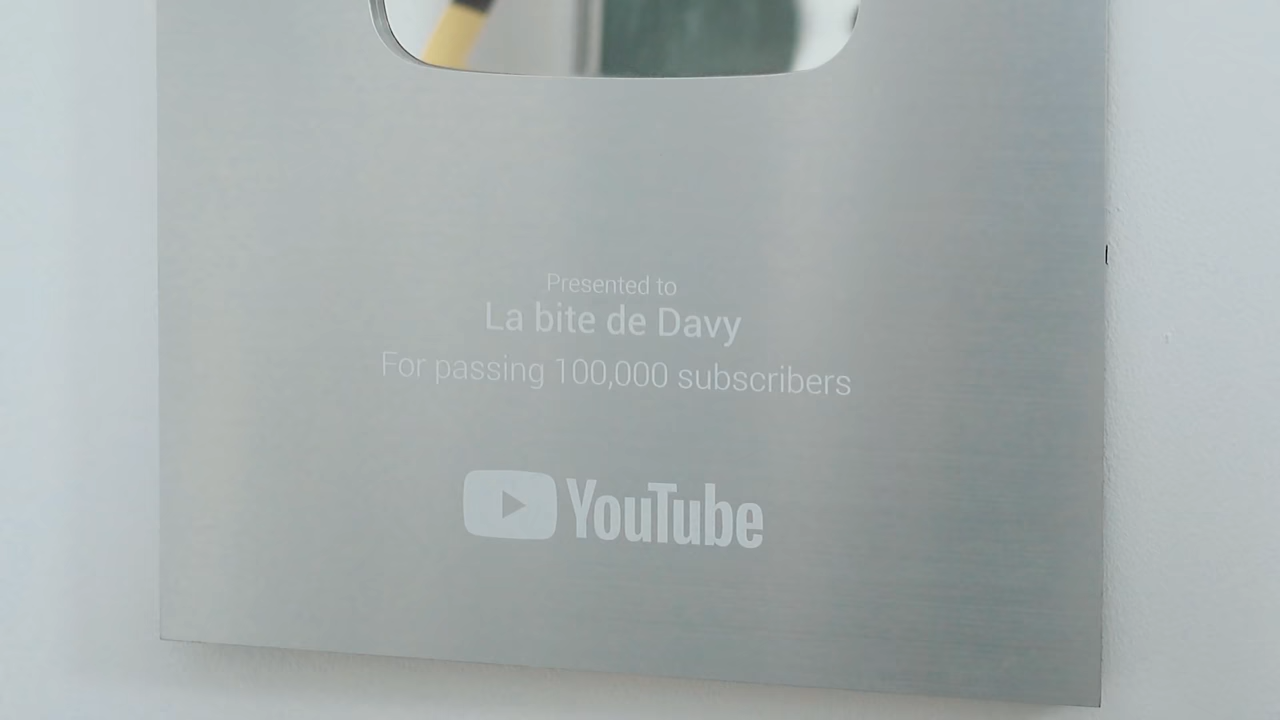 Presented to
La bite de Davy
For passing 100,000 subscribers
YouTube